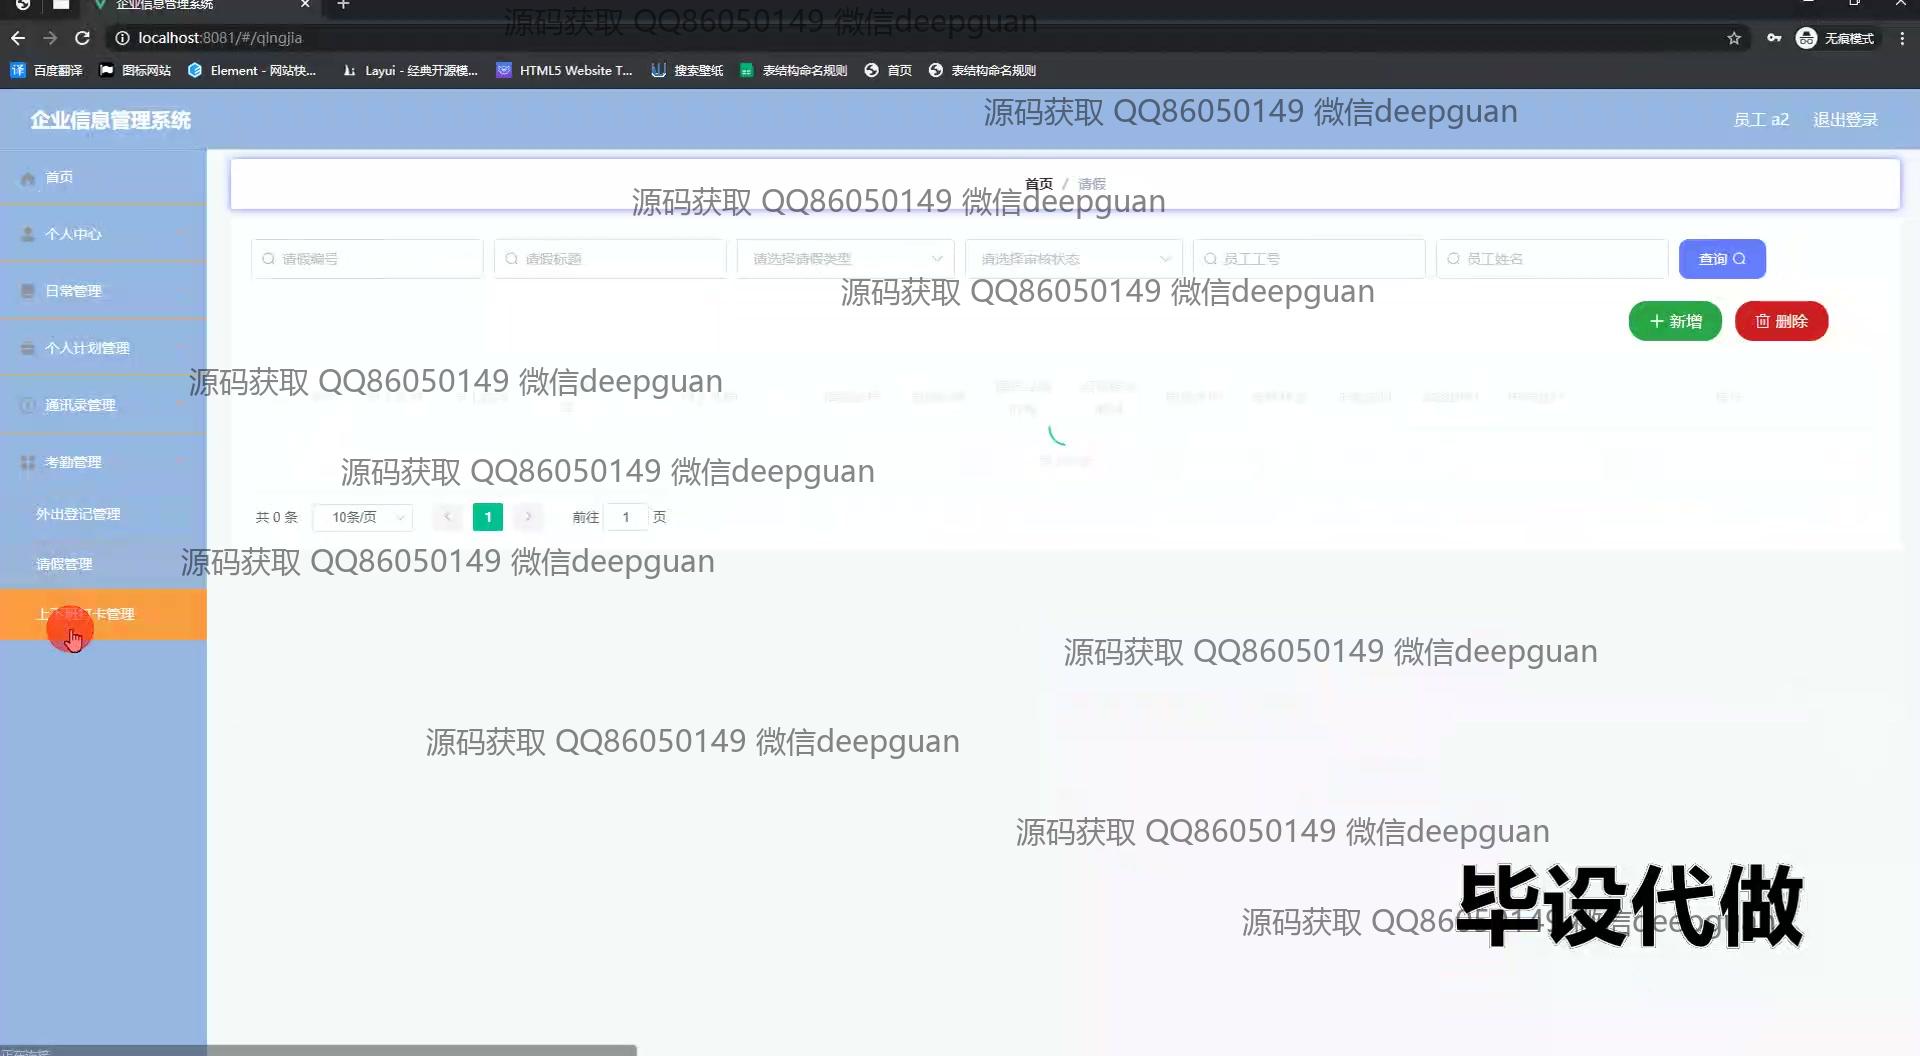 企业信息管理系统
源码获取 QQ86050149 微信deepguan
localhost:8081/#/qingjia
无痕模式
百度翻译
图标网站
Element - 网站快...
Layui - 经典开源模...
HTML5 Website T...
搜索壁纸
表结构命名规则
首页
表结构命名规则
企业信息管理系统
源码获取 QQ86050149 微信deepguan
员工 a2
退出登录
首页
首页 / 请假
源码获取 QQ86050149 微信deepguan
个人中心
请假编号
请假标题
请选择请假类型
请选择审核状态
员工工号
员工姓名
查询
日常管理
源码获取 QQ86050149 微信deepguan
新增
删除
个人计划管理
源码获取 QQ86050149 微信deepguan
通讯录管理
考勤管理
源码获取 QQ86050149 微信deepguan
外出登记管理
共 0 条
10条/页
1
前往 1 页
请假管理
源码获取 QQ86050149 微信deepguan
上下班打卡管理
源码获取 QQ86050149 微信deepguan
源码获取 QQ86050149 微信deepguan
源码获取 QQ86050149 微信deepguan
毕设代做
源码获取 QQ86050149 微信deepguan